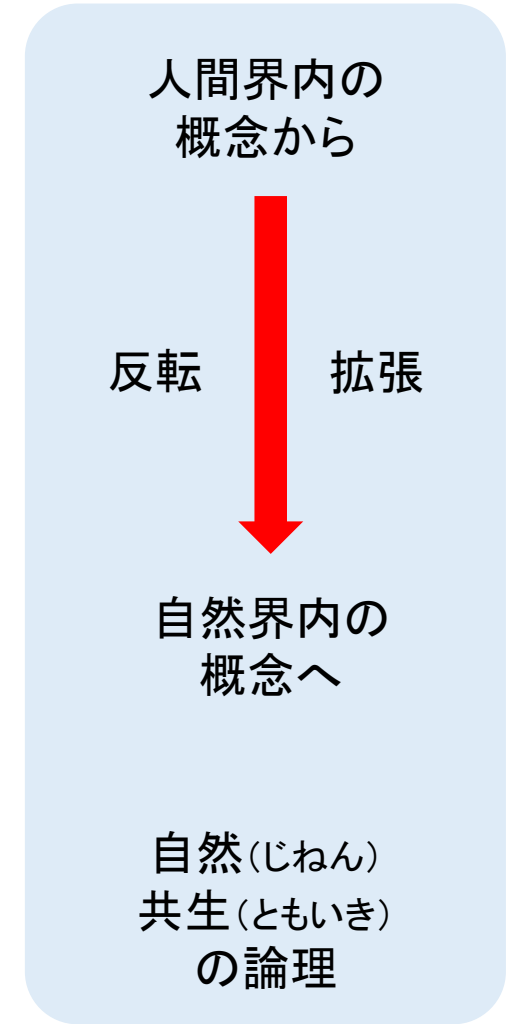 人間界内の
概念から
反転 拡張
自然界内の
概念へ
自然(じねん)
共生(ともいき)
の論理